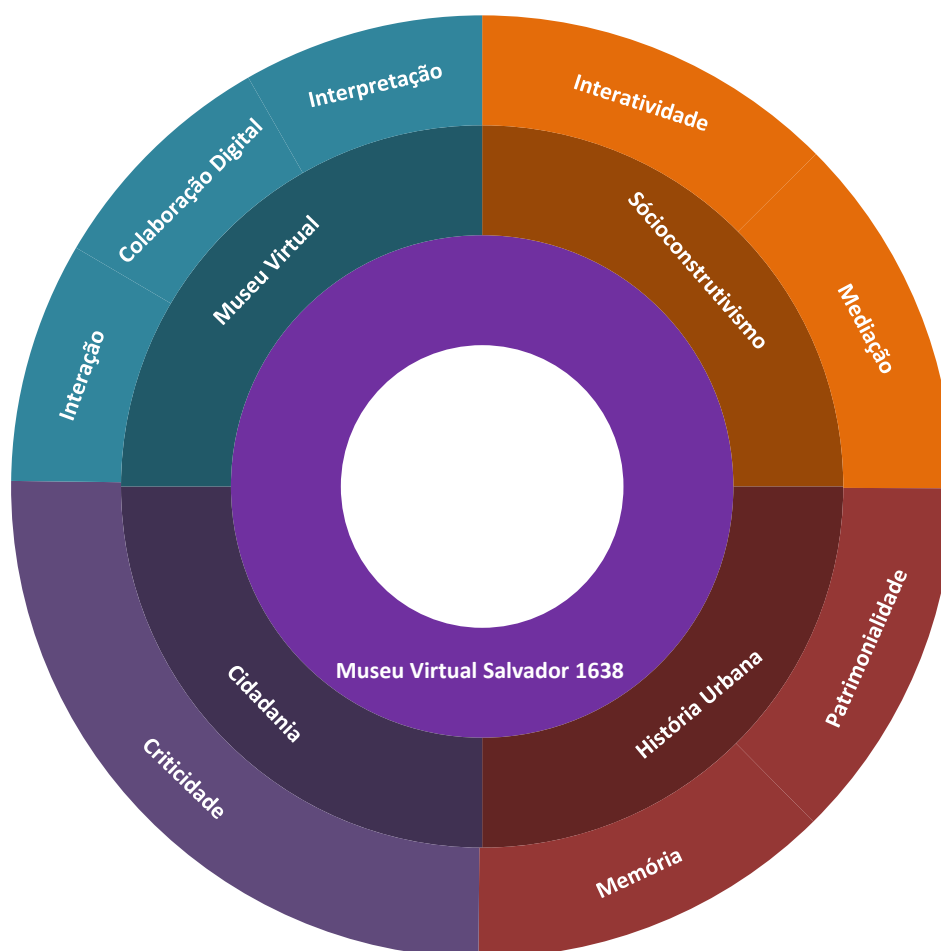 Interpretação
Interatividade
Colaboração Digital
Museu Virtual
Sócioconstrutivismo
Mediação
Interação
Museu Virtual Salvador 1638
Cidadania
História Urbana
Patrimonialidade
Criticidade
Memória